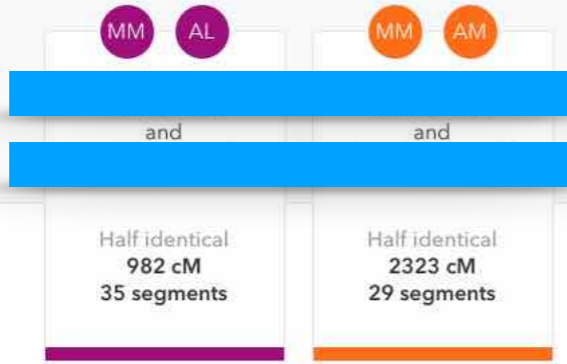 MM AL MM AM
and and
Half identical Half identical
982 cM 2323 cM
35 segments 29 segments